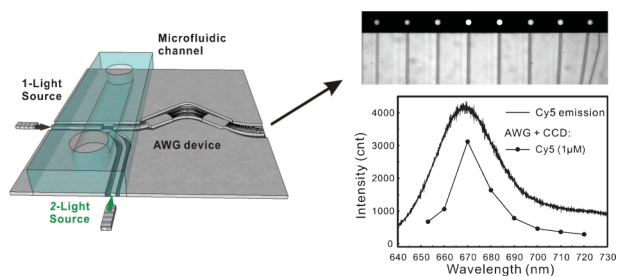 Microfluidic
channel
1-Light
Source
AWG device
2-Light
Source
Cy5 emission
AWG + CCD:
Cy5 (1µM)
Intensity (cnt)
4000
3000
2000
1000
0
640 650 660 670 680 690 700 710 720 730
Wavelength (nm)